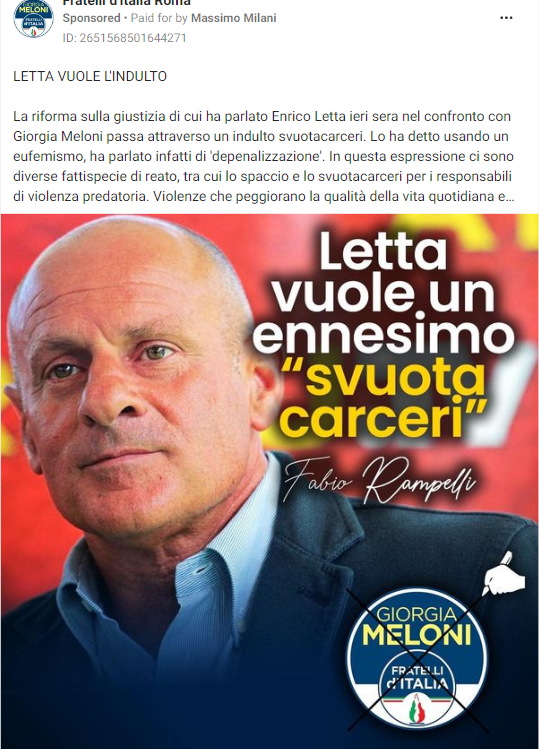 Fratelli d'Italia Roma
Sponsored • Paid for by Massimo Milani
ID: 2651568501644271
LETTA VUOLE L'INDULTO
La riforma sulla giustizia di cui ha parlato Enrico Letta ieri sera nel confronto con
Giorgia Meloni passa attraverso un indulto svuotacarceri. Lo ha detto usando un
eufemismo, ha parlato infatti di 'depenalizzazione'. In questa espressione ci sono
diverse fattispecie di reato, tra cui lo spaccio e lo svuotacarceri per i responsabili
di violenza predatoria. Violenze che peggiorano la qualità della vita quotidiana e...
Letta
vuole un
ennesimo
“svuota
carceri”
Fabio Rampelli
GIORGIA
MELONI
FRATELLI
d'ITALIA
GIORGIA
MELONI
FRATELLI
d'ITALIA